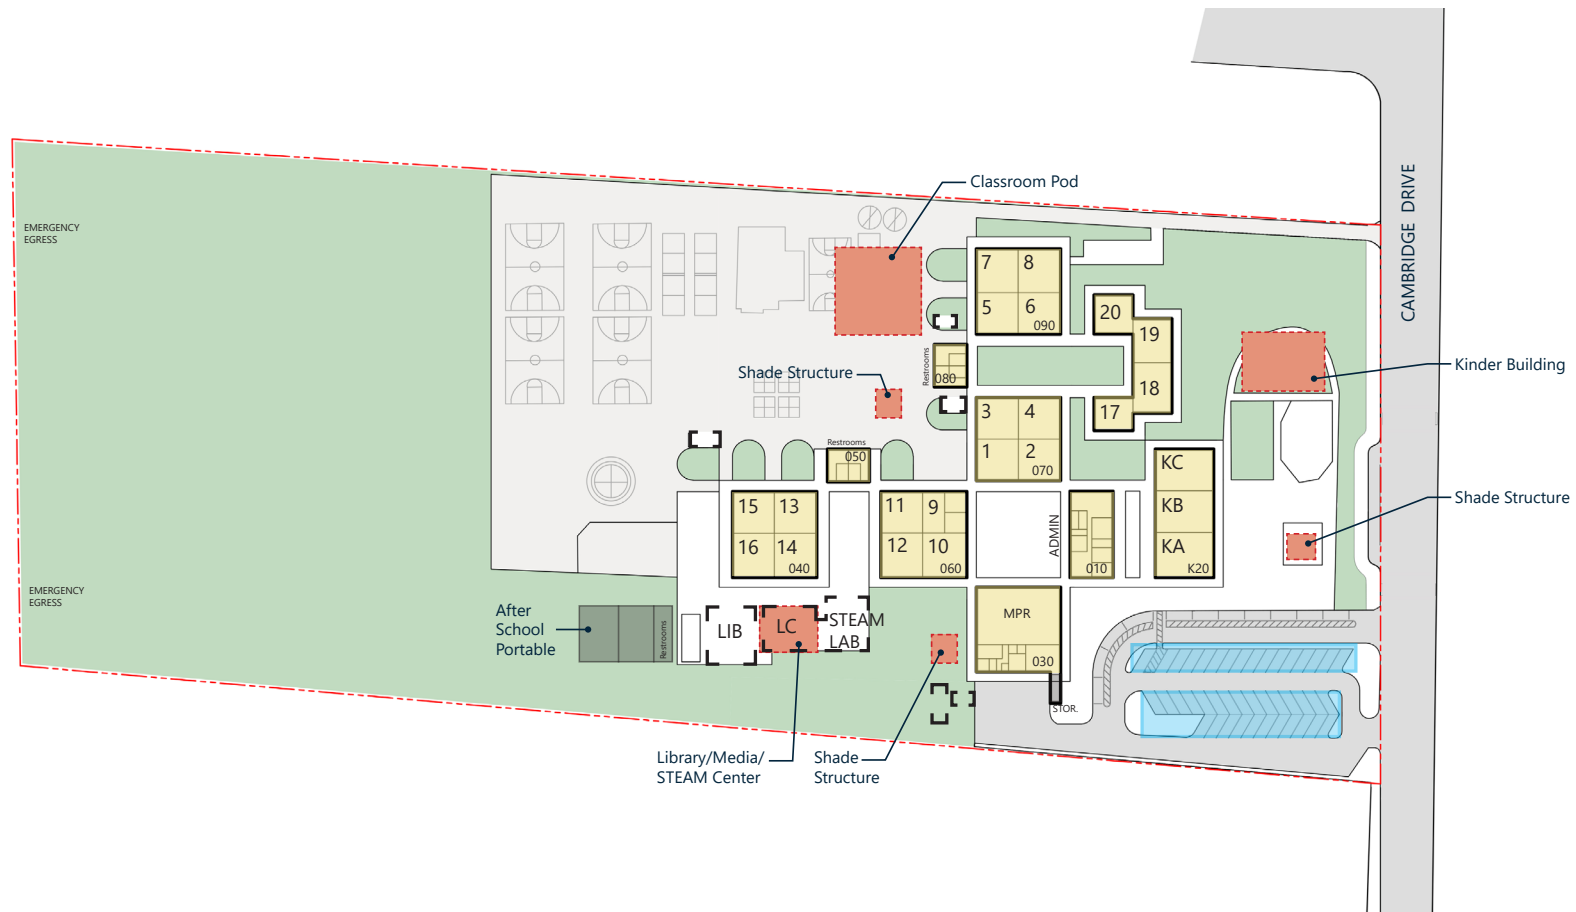 CAMBRIDGE DRIVE
Classroom Pod
EMERGENCY
EGRESS
7
8
5
6
090
20
19
18
17
Restrooms
080
Shade Structure
Kinder Building
3
4
1
2
070
Restrooms
050
KC
KB
KA
K20
Shade Structure
15
13
16
14
040
11
9
12
10
060
ADMIN
010
EMERGENCY
EGRESS
After
School
Portable
Restrooms
LIB
LC
STEAM
LAB
MPR
030
STOR.
Library/Media/
STEAM Center
Shade
Structure